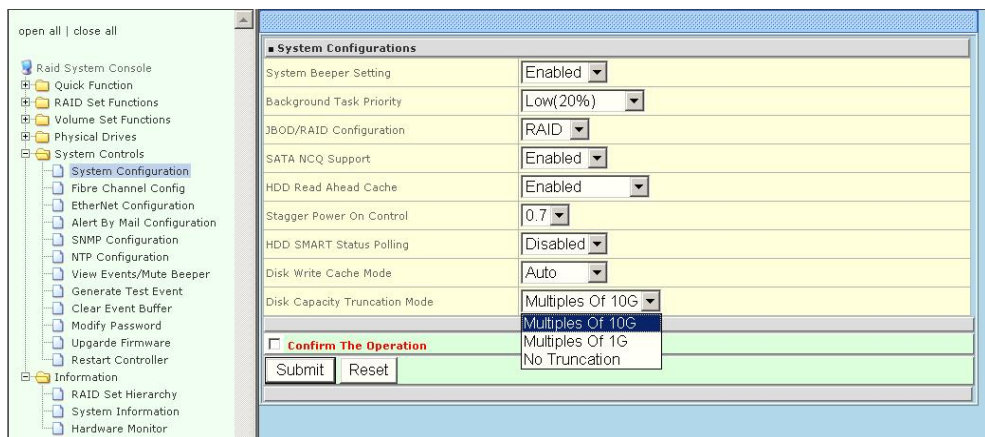 open all | close all
Raid System Console
Quick Function
RAID Set Functions
Volume Set Functions
Physical Drives
System Controls
System Configuration
Fibre Channel Config
EtherNet Configuration
Alert By Mail Configuration
SNMP Configuration
NTP Configuration
View Events/Mute Beeper
Generate Test Event
Clear Event Buffer
Modify Password
Upgarde Firmware
Restart Controller
Information
RAID Set Hierarchy
System Information
Hardware Monitor
System Configurations
System Beeper Setting Enabled
Background Task Priority Low(20%)
JBOD/RAID Configuration RAID
SATA NCQ Support Enabled
HDD Read Ahead Cache Enabled
Stagger Power On Control 0.7
HDD SMART Status Polling Disabled
Disk Write Cache Mode Auto
Disk Capacity Truncation Mode Multiples Of 10G
Multiples Of 10G
Multiples Of 1G
No Truncation
Confirm The Operation
Submit Reset